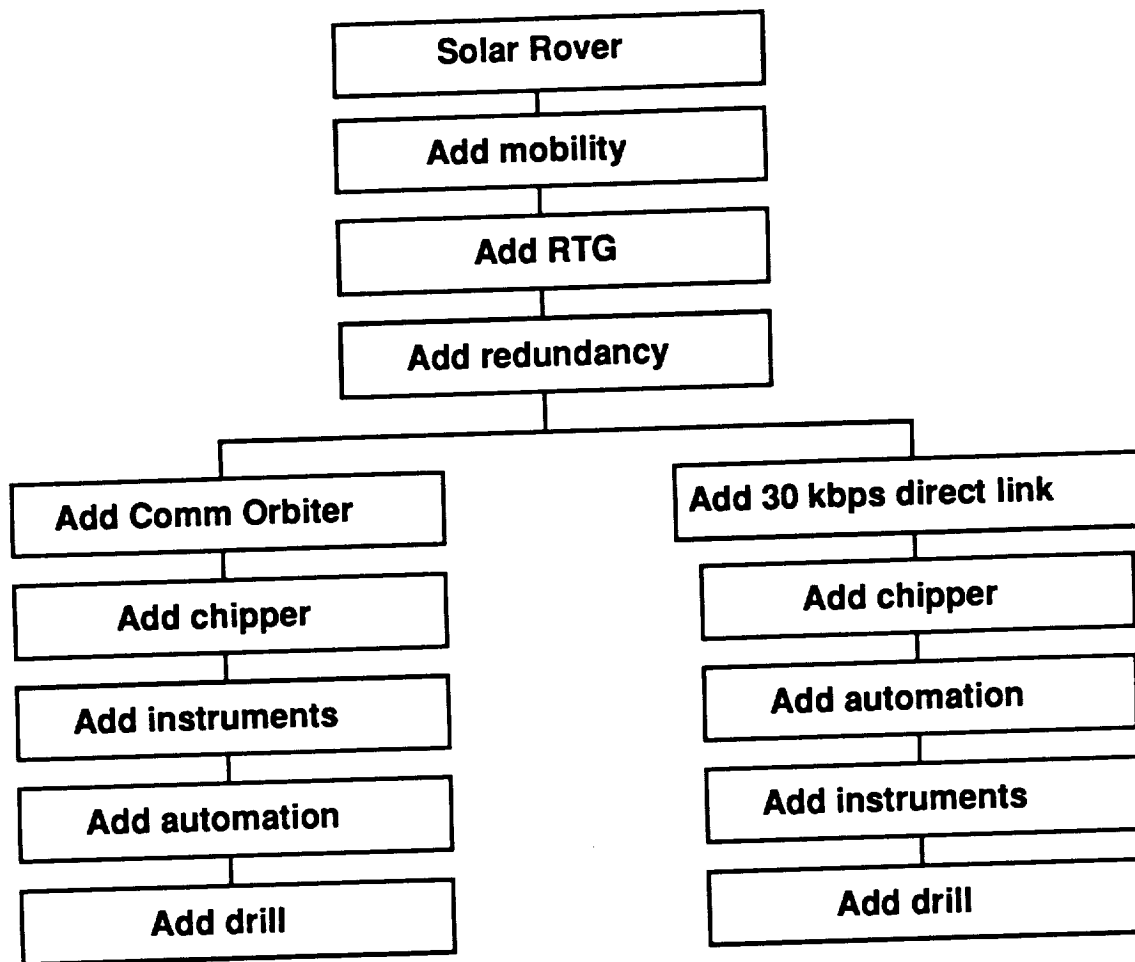 Solar Rover
Add mobility
Add RTG
Add redundancy
Add Comm Orbiter
Add chipper
Add instruments
Add automation
Add drill
Add 30 kbps direct link
Add chipper
Add automation
Add instruments
Add drill